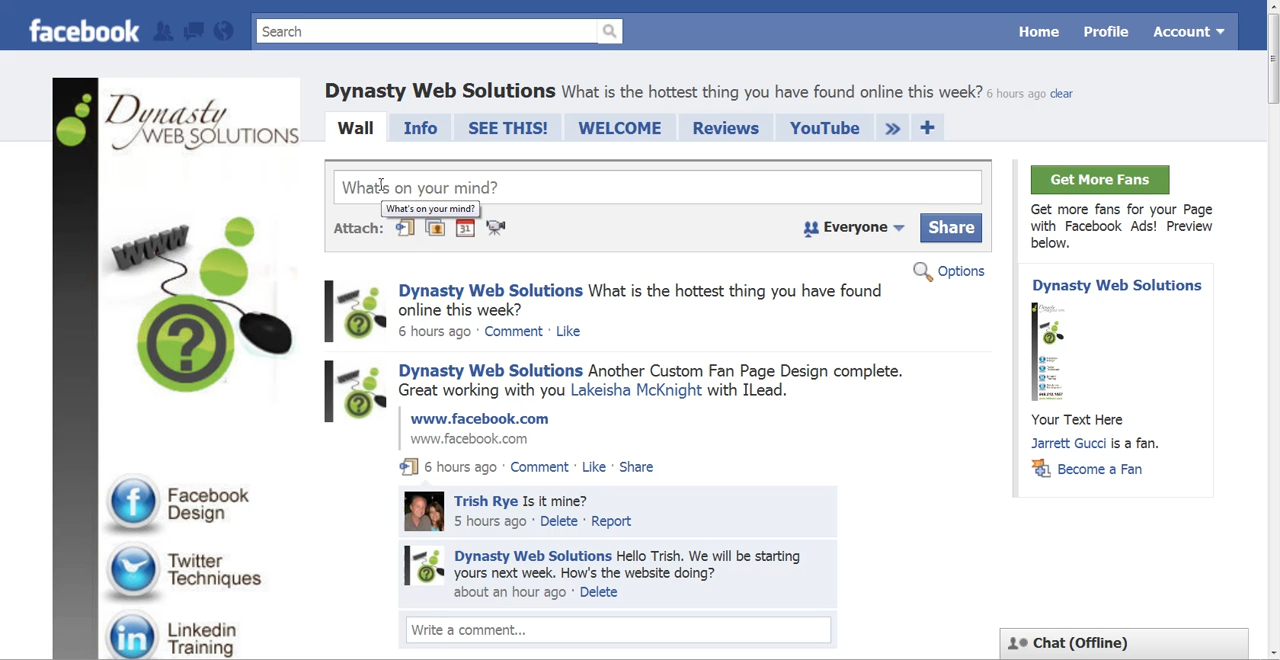 facebook
Search
Home Profile Account
Dynasty
WEB SOLUTIONS
Dynasty Web Solutions What is the hottest thing you have found online this week? 6 hours ago clear
Wall Info SEE THIS! WELCOME Reviews YouTube » +
What's on your mind?
What's on your mind?
Attach: 31 Everyone Share
Options
Dynasty Web Solutions What is the hottest thing you have found
online this week?
6 hours ago · Comment · Like
Dynasty Web Solutions Another Custom Fan Page Design complete.
Great working with you Lakeisha McKnight with ILead.
www.facebook.com
www.facebook.com
6 hours ago · Comment · Like · Share
Trish Rye Is it mine?
5 hours ago · Delete · Report
Dynasty Web Solutions Hello Trish. We will be starting
yours next week. How's the website doing?
about an hour ago · Delete
Write a comment...
WWW
?
f Facebook
Design
Twitter
Techniques
in Linkedin
Training
Get More Fans
Get more fans for your Page
with Facebook Ads! Preview
below.
Dynasty Web Solutions
Your Text Here
Jarrett Gucci is a fan.
Become a Fan
Chat (Offline)